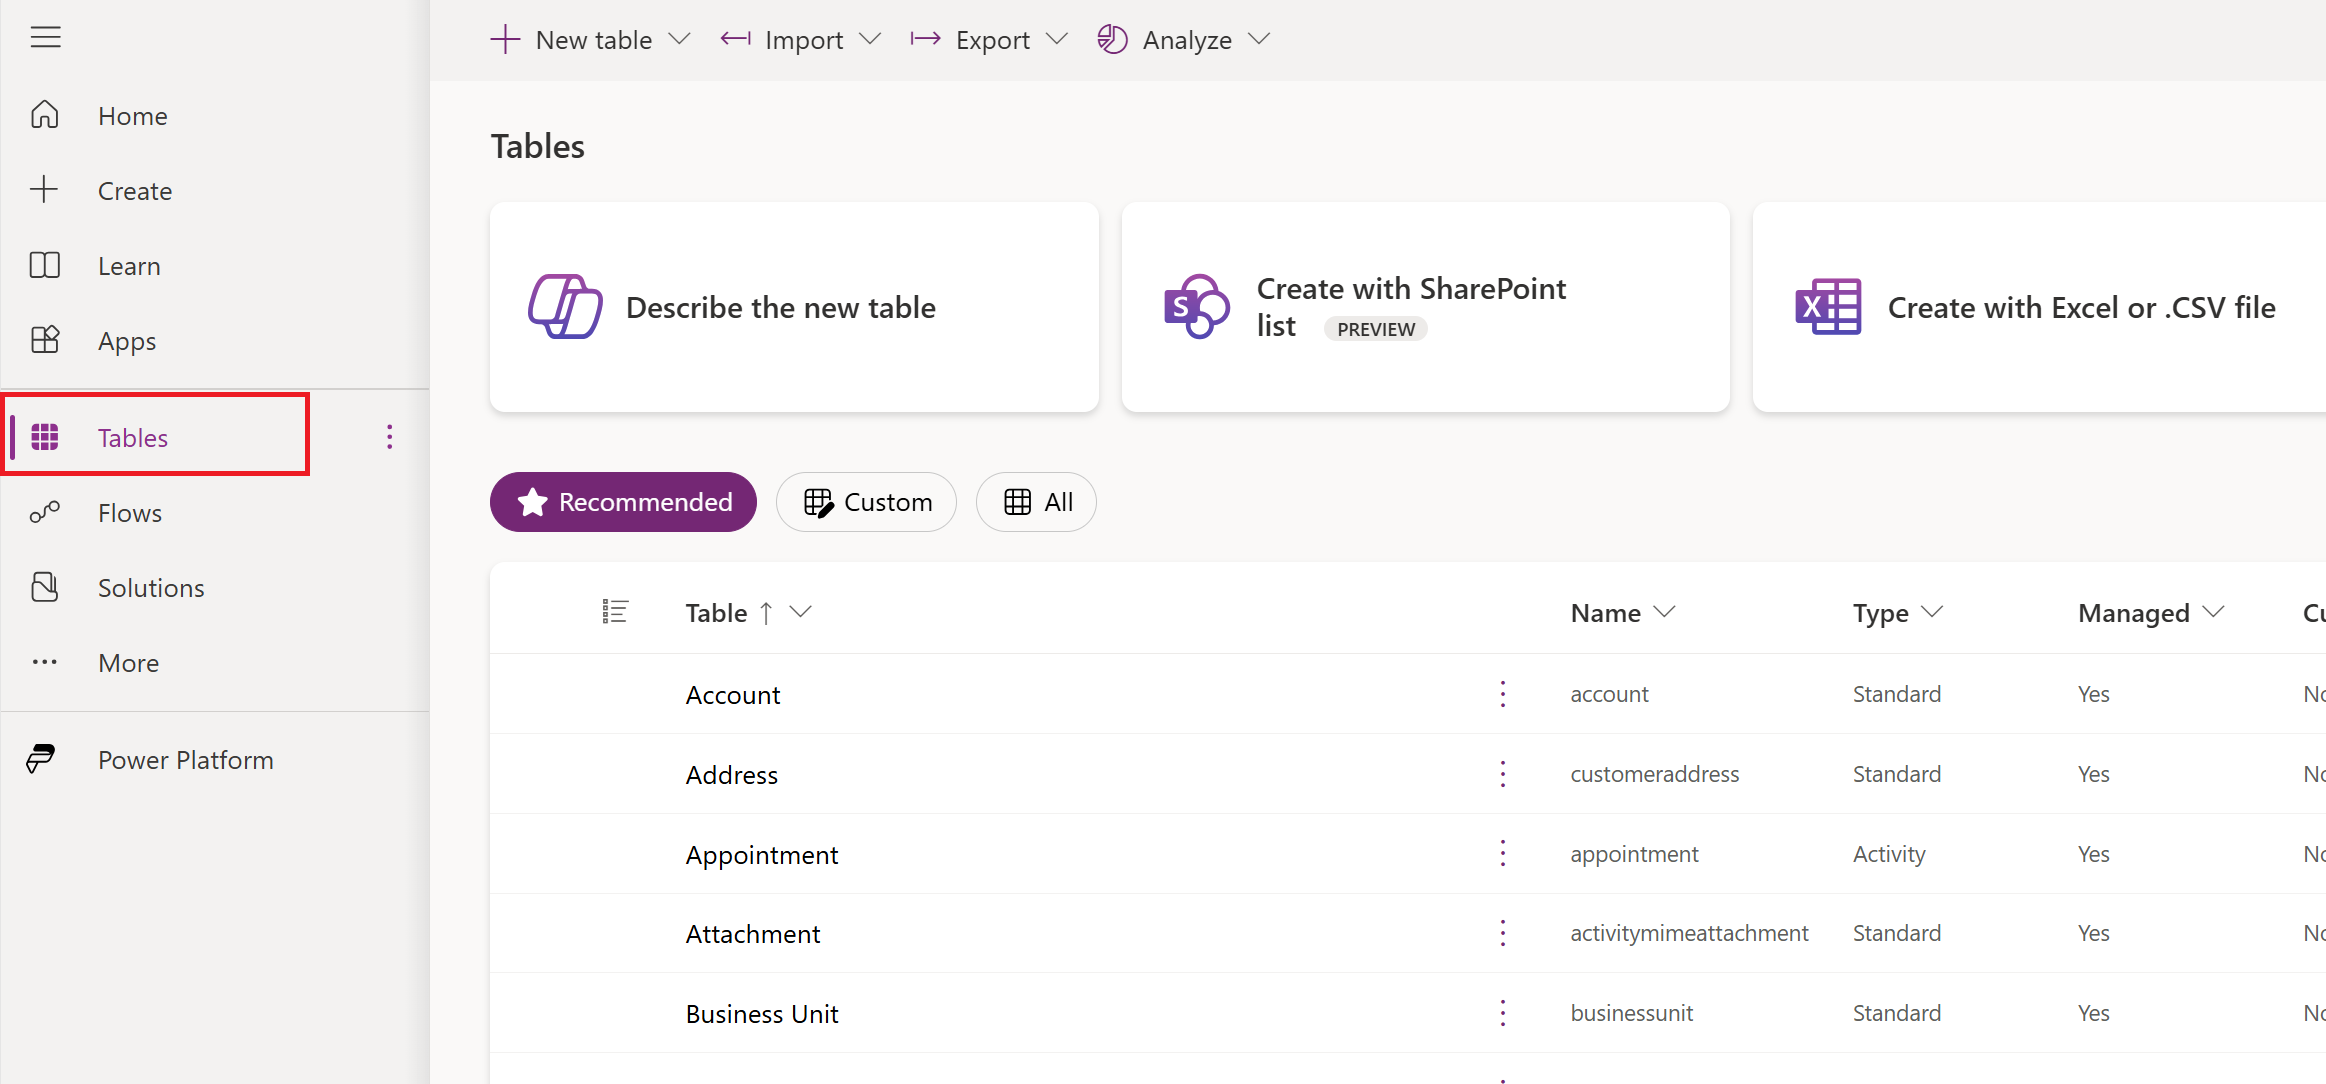 Home
Create
Learn
Apps
Tables
Flows
Solutions
More
Power Platform
New table Import Export Analyze
Tables
Describe the new table
Create with SharePoint
list PREVIEW
Create with Excel or .CSV file
Recommended Custom All
Table Name Type Managed Cu
Account account Standard Yes No
Address customeraddress Standard Yes No
Appointment appointment Activity Yes No
Attachment activitymimeattachment Standard Yes No
Business Unit businessunit Standard Yes No